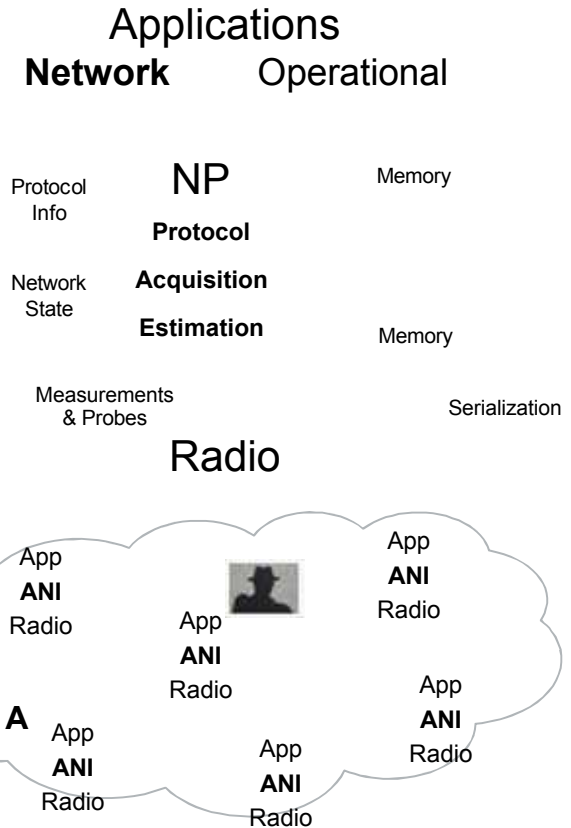 Applications
Network Operational
NP
Memory
Protocol
Info
Protocol
Acquisition
Network
State
Estimation
Memory
Measurements
& Probes
Serialization
Radio
App
ANI
Radio
App
ANI
Radio
App
ANI
Radio
App
ANI
Radio
A
App
ANI
Radio
App
ANI
Radio